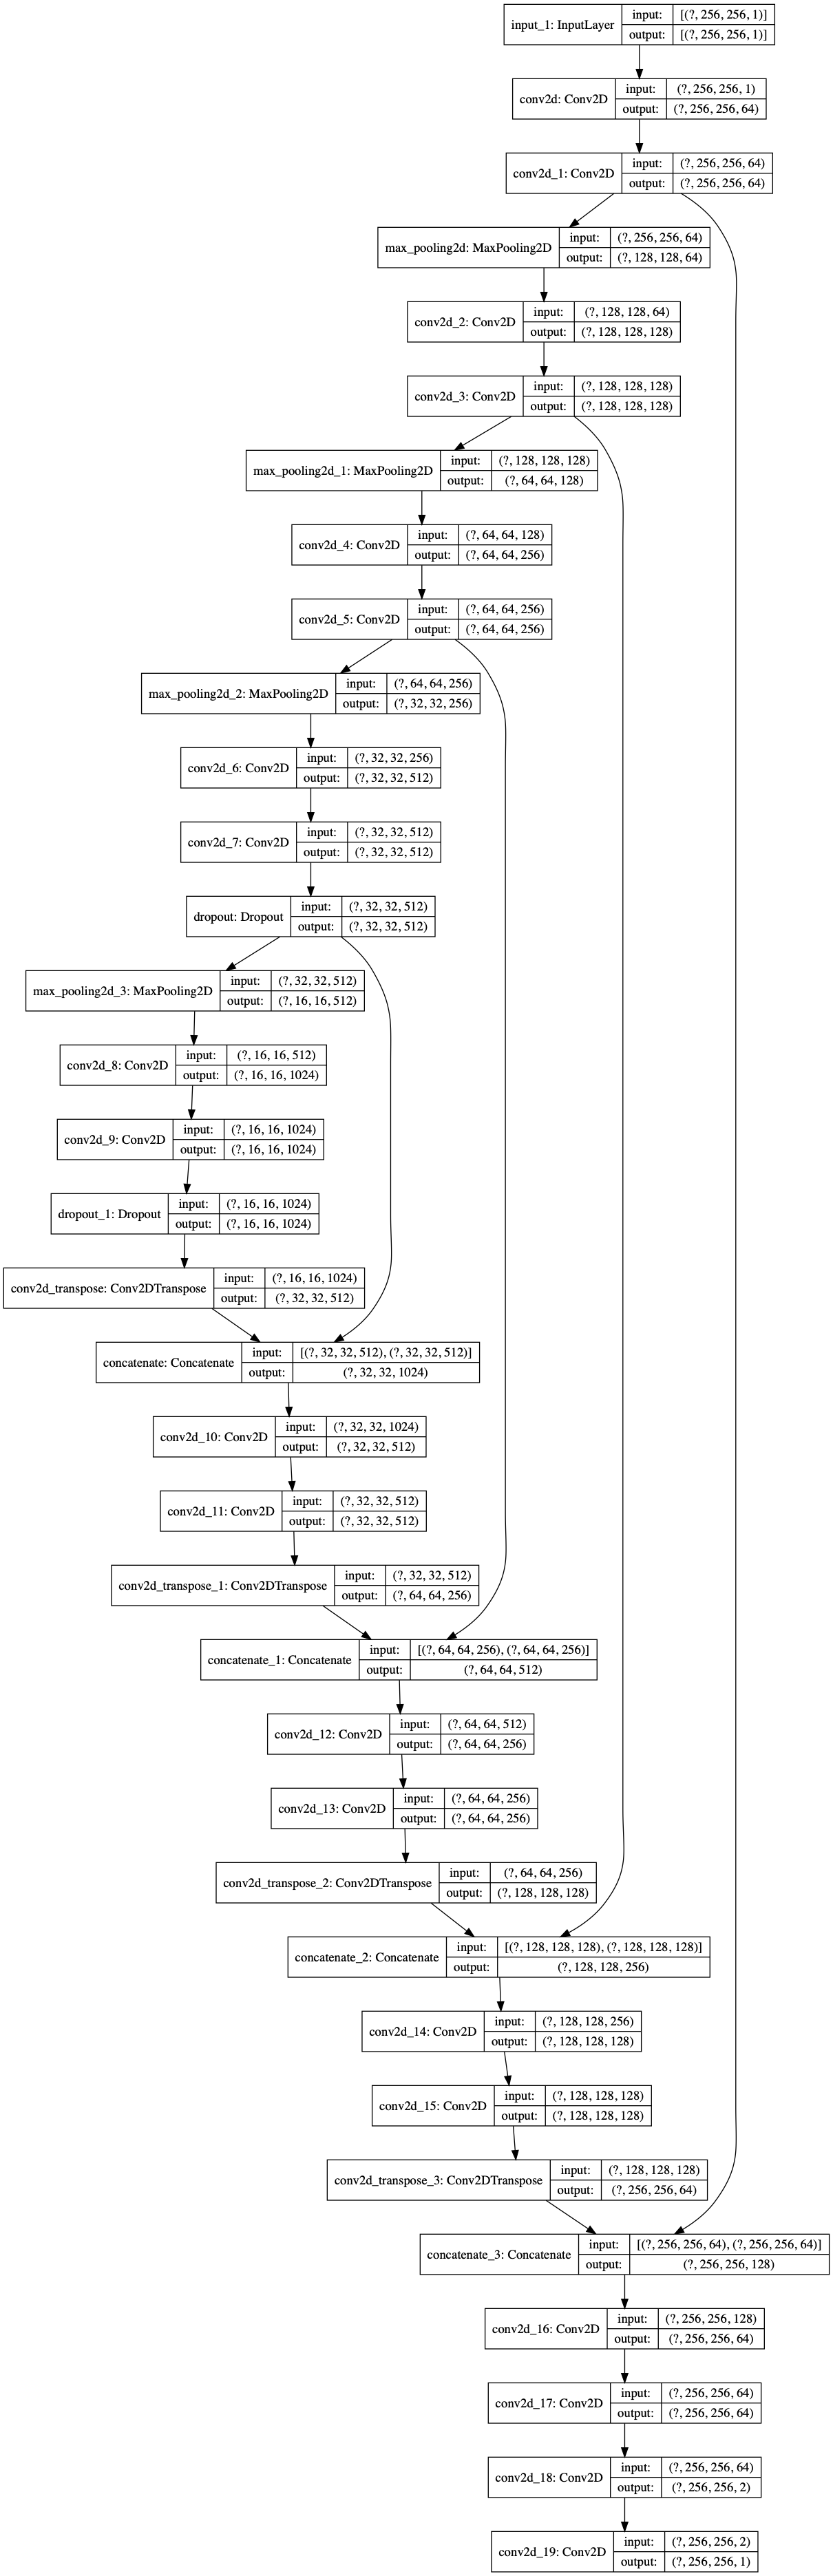 input_1: InputLayer input: [(?, 256, 256, 1)]
output: [(?, 256, 256, 1)]
conv2d: Conv2D input: (?, 256, 256, 1)
output: (?, 256, 256, 64)
conv2d_1: Conv2D input: (?, 256, 256, 64)
output: (?, 256, 256, 64)
max_pooling2d: MaxPooling2D input: (?, 256, 256, 64)
output: (?, 128, 128, 64)
conv2d_2: Conv2D input: (?, 128, 128, 64)
output: (?, 128, 128, 128)
conv2d_3: Conv2D input: (?, 128, 128, 128)
output: (?, 128, 128, 128)
max_pooling2d_1: MaxPooling2D input: (?, 128, 128, 128)
output: (?, 64, 64, 128)
conv2d_4: Conv2D input: (?, 64, 64, 128)
output: (?, 64, 64, 256)
conv2d_5: Conv2D input: (?, 64, 64, 256)
output: (?, 64, 64, 256)
max_pooling2d_2: MaxPooling2D input: (?, 64, 64, 256)
output: (?, 32, 32, 256)
conv2d_6: Conv2D input: (?, 32, 32, 256)
output: (?, 32, 32, 512)
conv2d_7: Conv2D input: (?, 32, 32, 512)
output: (?, 32, 32, 512)
dropout: Dropout input: (?, 32, 32, 512)
output: (?, 32, 32, 512)
max_pooling2d_3: MaxPooling2D input: (?, 32, 32, 512)
output: (?, 16, 16, 512)
conv2d_8: Conv2D input: (?, 16, 16, 512)
output: (?, 16, 16, 1024)
conv2d_9: Conv2D input: (?, 16, 16, 1024)
output: (?, 16, 16, 1024)
dropout_1: Dropout input: (?, 16, 16, 1024)
output: (?, 16, 16, 1024)
conv2d_transpose: Conv2DTranspose input: (?, 16, 16, 1024)
output: (?, 32, 32, 512)
concatenate: Concatenate input: [(?, 32, 32, 512), (?, 32, 32, 512)]
output: (?, 32, 32, 1024)
conv2d_10: Conv2D input: (?, 32, 32, 1024)
output: (?, 32, 32, 512)
conv2d_11: Conv2D input: (?, 32, 32, 512)
output: (?, 32, 32, 512)
conv2d_transpose_1: Conv2DTranspose input: (?, 32, 32, 512)
output: (?, 64, 64, 256)
concatenate_1: Concatenate input: [(?, 64, 64, 256), (?, 64, 64, 256)]
output: (?, 64, 64, 512)
conv2d_12: Conv2D input: (?, 64, 64, 512)
output: (?, 64, 64, 256)
conv2d_13: Conv2D input: (?, 64, 64, 256)
output: (?, 64, 64, 256)
conv2d_transpose_2: Conv2DTranspose input: (?, 64, 64, 256)
output: (?, 128, 128, 128)
concatenate_2: Concatenate input: [(?, 128, 128, 128), (?, 128, 128, 128)]
output: (?, 128, 128, 256)
conv2d_14: Conv2D input: (?, 128, 128, 256)
output: (?, 128, 128, 128)
conv2d_15: Conv2D input: (?, 128, 128, 128)
output: (?, 128, 128, 128)
conv2d_transpose_3: Conv2DTranspose input: (?, 128, 128, 128)
output: (?, 256, 256, 64)
concatenate_3: Concatenate input: [(?, 256, 256, 64), (?, 256, 256, 64)]
output: (?, 256, 256, 128)
conv2d_16: Conv2D input: (?, 256, 256, 128)
output: (?, 256, 256, 64)
conv2d_17: Conv2D input: (?, 256, 256, 64)
output: (?, 256, 256, 64)
conv2d_18: Conv2D input: (?, 256, 256, 64)
output: (?, 256, 256, 2)
conv2d_19: Conv2D input: (?, 256, 256, 2)
output: (?, 256, 256, 1)